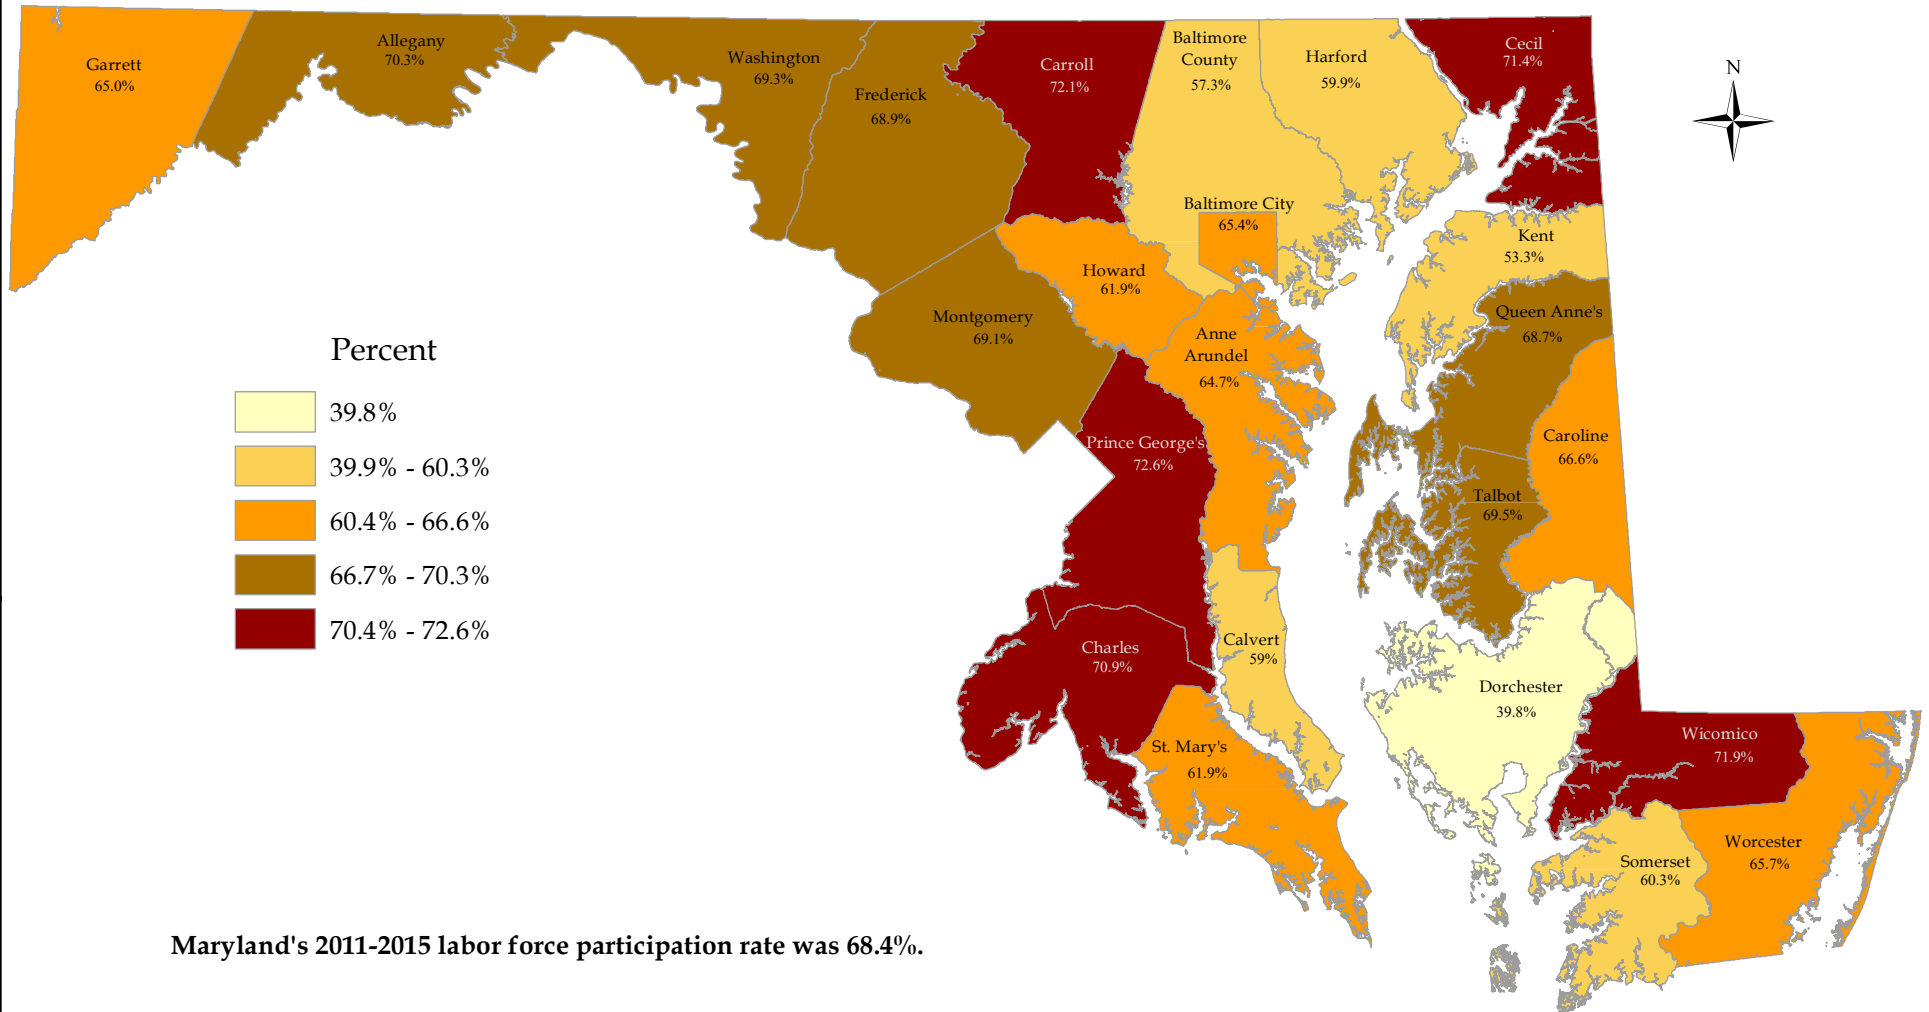 Garrett
65.0%
Allegany
70.3%
Washington
69.3%
Frederick
68.9%
Carroll
72.1%
Baltimore
County
57.3%
Harford
59.9%
Cecil
71.4%
N
Baltimore City
65.4%
Kent
53.3%
Howard
61.9%
Montgomery
69.1%
Anne
Arundel
64.7%
Queen Anne's
68.7%
Prince George's
72.6%
Caroline
66.6%
Talbot
69.5%
Percent
39.8%
39.9% - 60.3%
60.4% - 66.6%
66.7% - 70.3%
70.4% - 72.6%
Charles
70.9%
Calvert
59%
Dorchester
39.8%
St. Mary's
61.9%
Wicomico
71.9%
Somerset
60.3%
Worcester
65.7%
Maryland's 2011-2015 labor force participation rate was 68.4%.